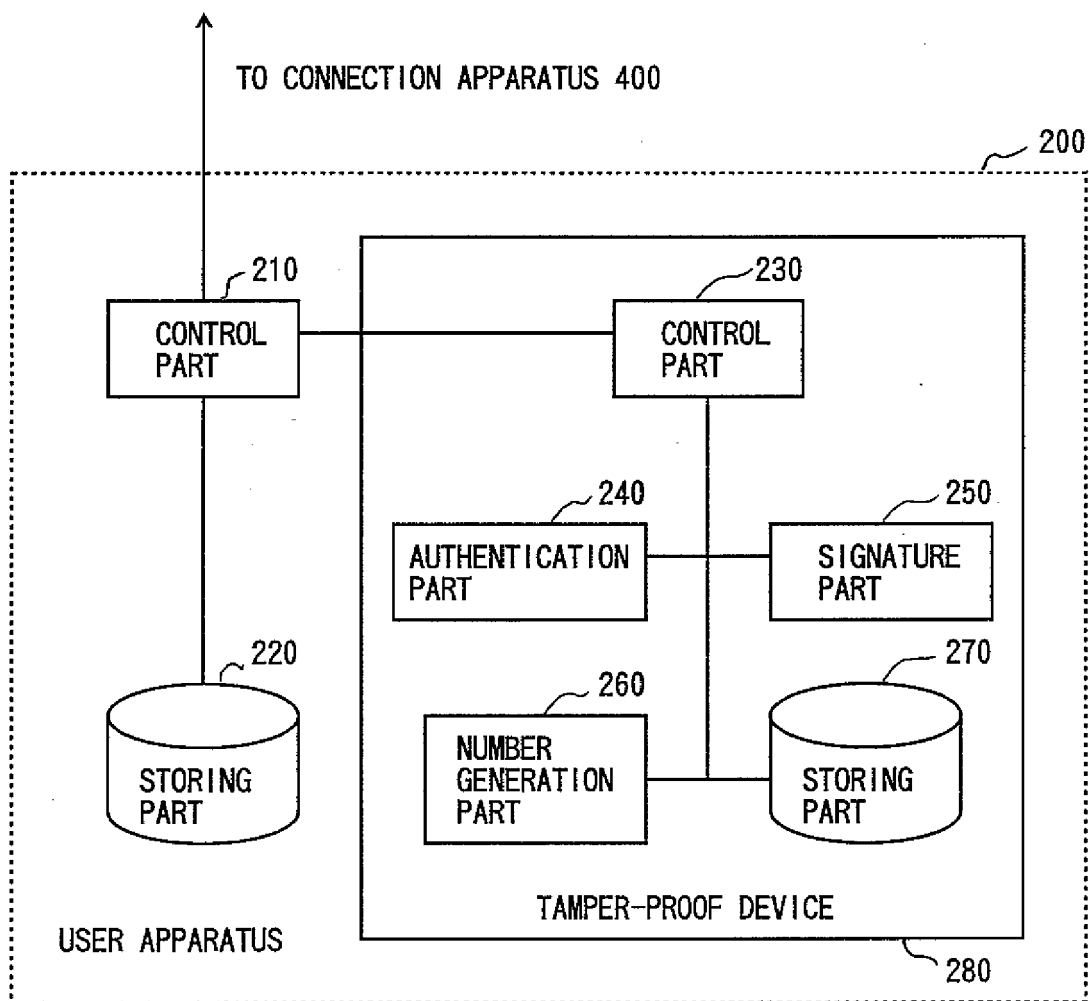 TO CONNECTION APPARATUS 400
200
210
CONTROL
PART
230
CONTROL
PART
240
AUTHENTICATION
PART
250
SIGNATURE
PART
220
STORING
PART
260
NUMBER
GENERATION
PART
270
STORING
PART
TAMPER-PROOF DEVICE
USER APPARATUS
280